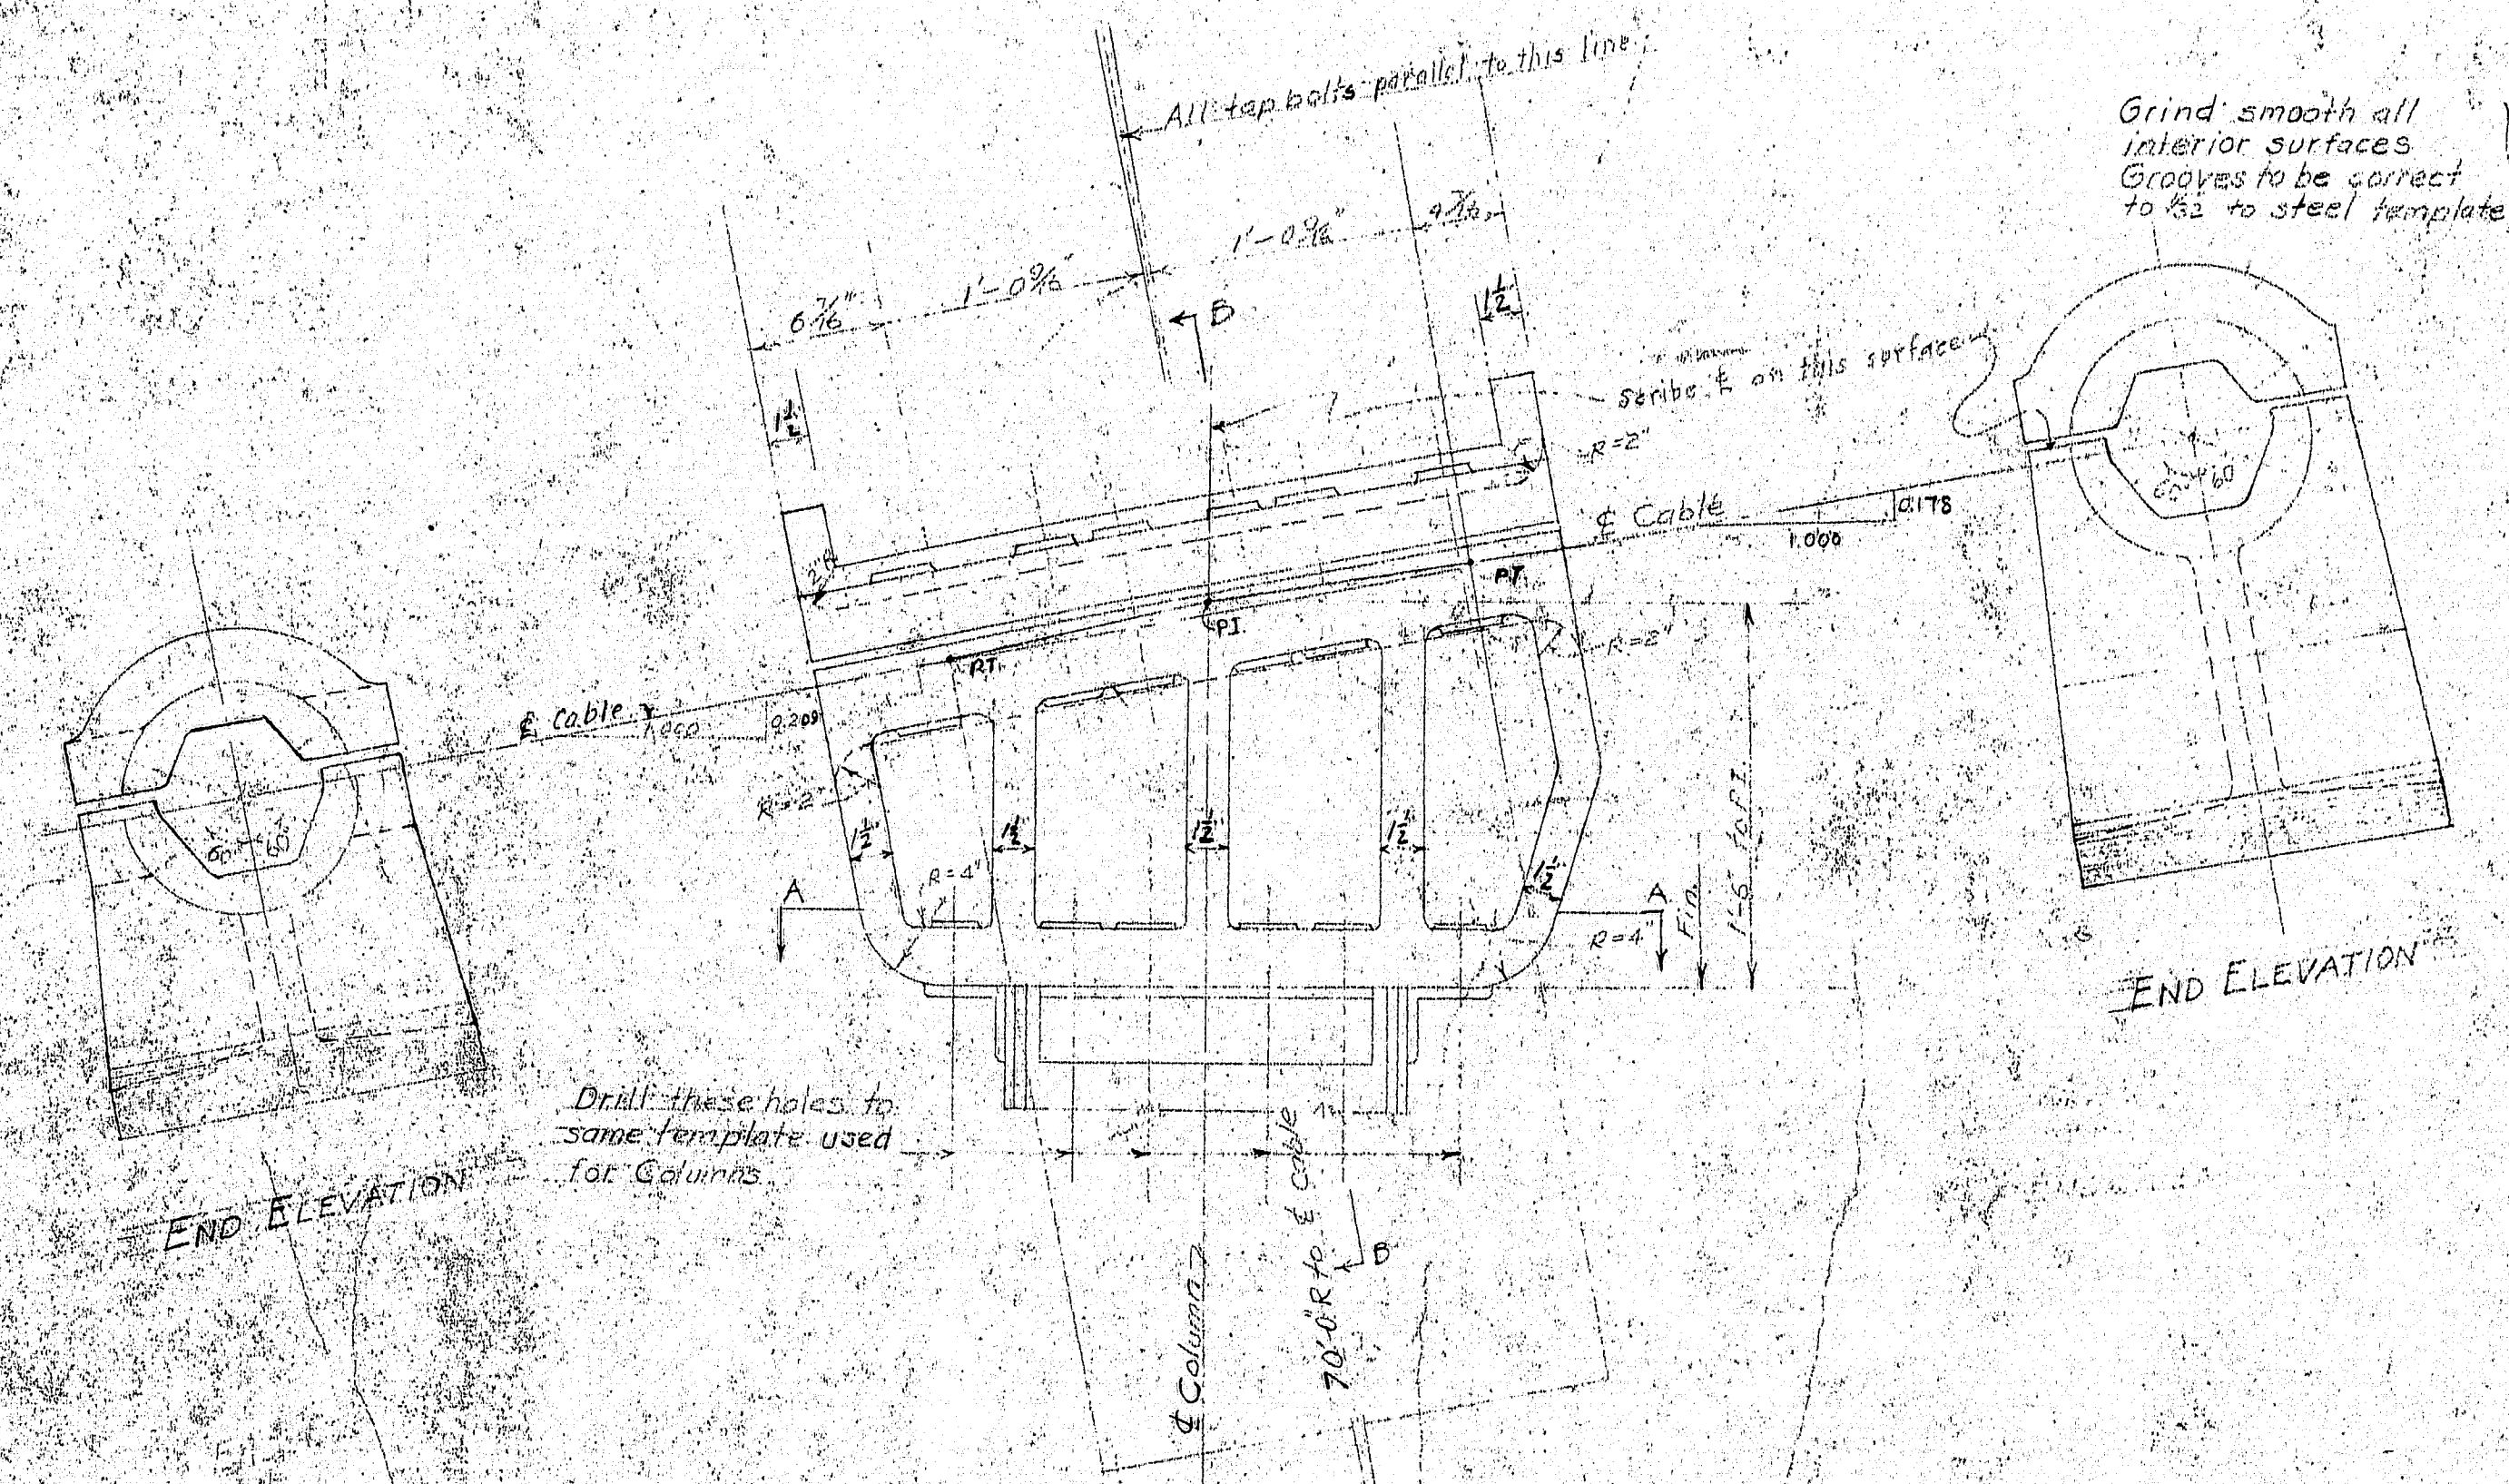 All tap bolts parallel to this line
Grind smooth all
interior surfaces
Grooves to be correct
to 1/32 to steel template
1'-0 9/16"
4 7/16
1'-0 9/16"
6 7/16"
1 1/2
B
1 1/2
Scribe ℄ on this surface
R=2"
℄ Cable
0.178
1.000
2"R
P.T.
P.I.
P.T.
R=2"
60
60
℄ Cable
1.000
0.209
R=2"
1 1/2"
1 1/2"
1 1/2"
1 1/2"
1 1/2"
R=4"
R=4"
A
A
Fin.
1'-6" to P.I.
60
60
END ELEVATION
Drill these holes to
same template used
for Columns
END ELEVATION
℄ Column
70'-0" R to ℄ Cable
B